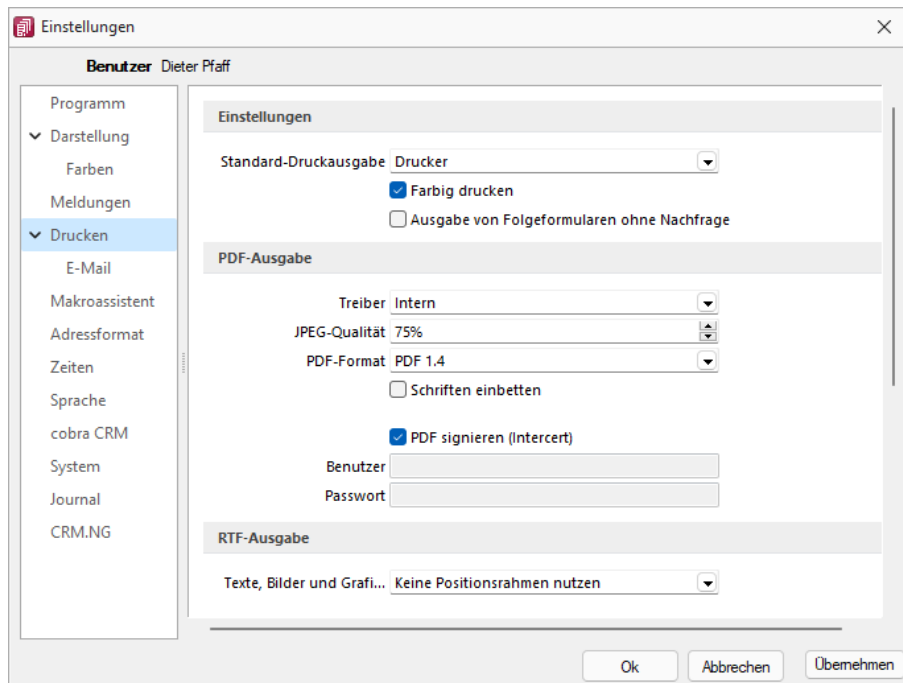 Einstellungen
Benutzer Dieter Pfaff
Programm
Darstellung
Farben
Meldungen
Drucken
E-Mail
Makroassistent
Adressformat
Zeiten
Sprache
cobra CRM
System
Journal
CRM.NG
Einstellungen
Standard-Druckausgabe Drucker
Farbig drucken
Ausgabe von Folgeformularen ohne Nachfrage
PDF-Ausgabe
Treiber Intern
JPEG-Qualität 75%
PDF-Format PDF 1.4
Schriften einbetten
PDF signieren (Intercert)
Benutzer
Passwort
RTF-Ausgabe
Texte, Bilder und Grafi... Keine Positionsrahmen nutzen
Ok Abbrechen Übernehmen